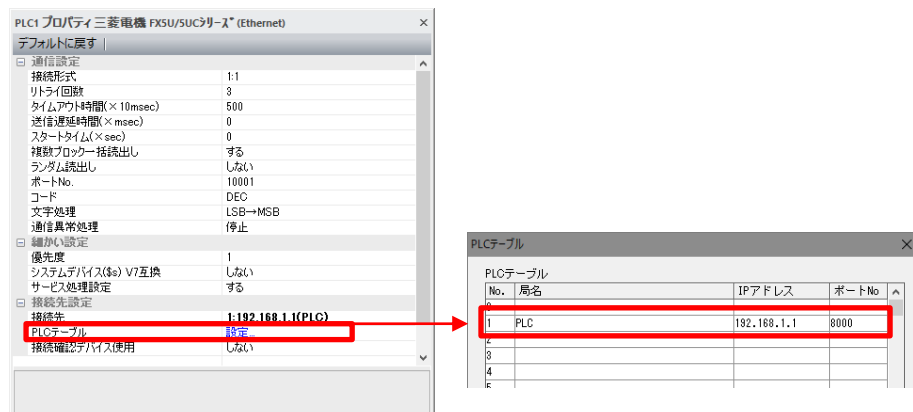 PLC1 プロパティ 三菱電機 FX5U/5UCｼﾘｰｽﾞ (Ethernet)
デフォルトに戻す
通信設定
接続形式 1:1
リトライ回数 3
タイムアウト時間(×10msec) 500
送信遅延時間(×msec) 0
スタートタイム(×sec) 0
複数ブロック一括読出し する
ランダム読出し しない
ポートNo. 10001
コード DEC
文字処理 LSB→MSB
通信異常処理 停止
細かい設定
優先度 1
システムデバイス($s) V7互換 しない
サービス処理設定 する
接続先設定
接続先 1:192.168.1.1(PLC)
PLCテーブル 設定...
接続確認デバイス使用 しない
PLCテーブル
PLCテーブル
No. 局名 IPアドレス ポートNo
0
1 PLC 192.168.1.1 8000
2
3
4
5